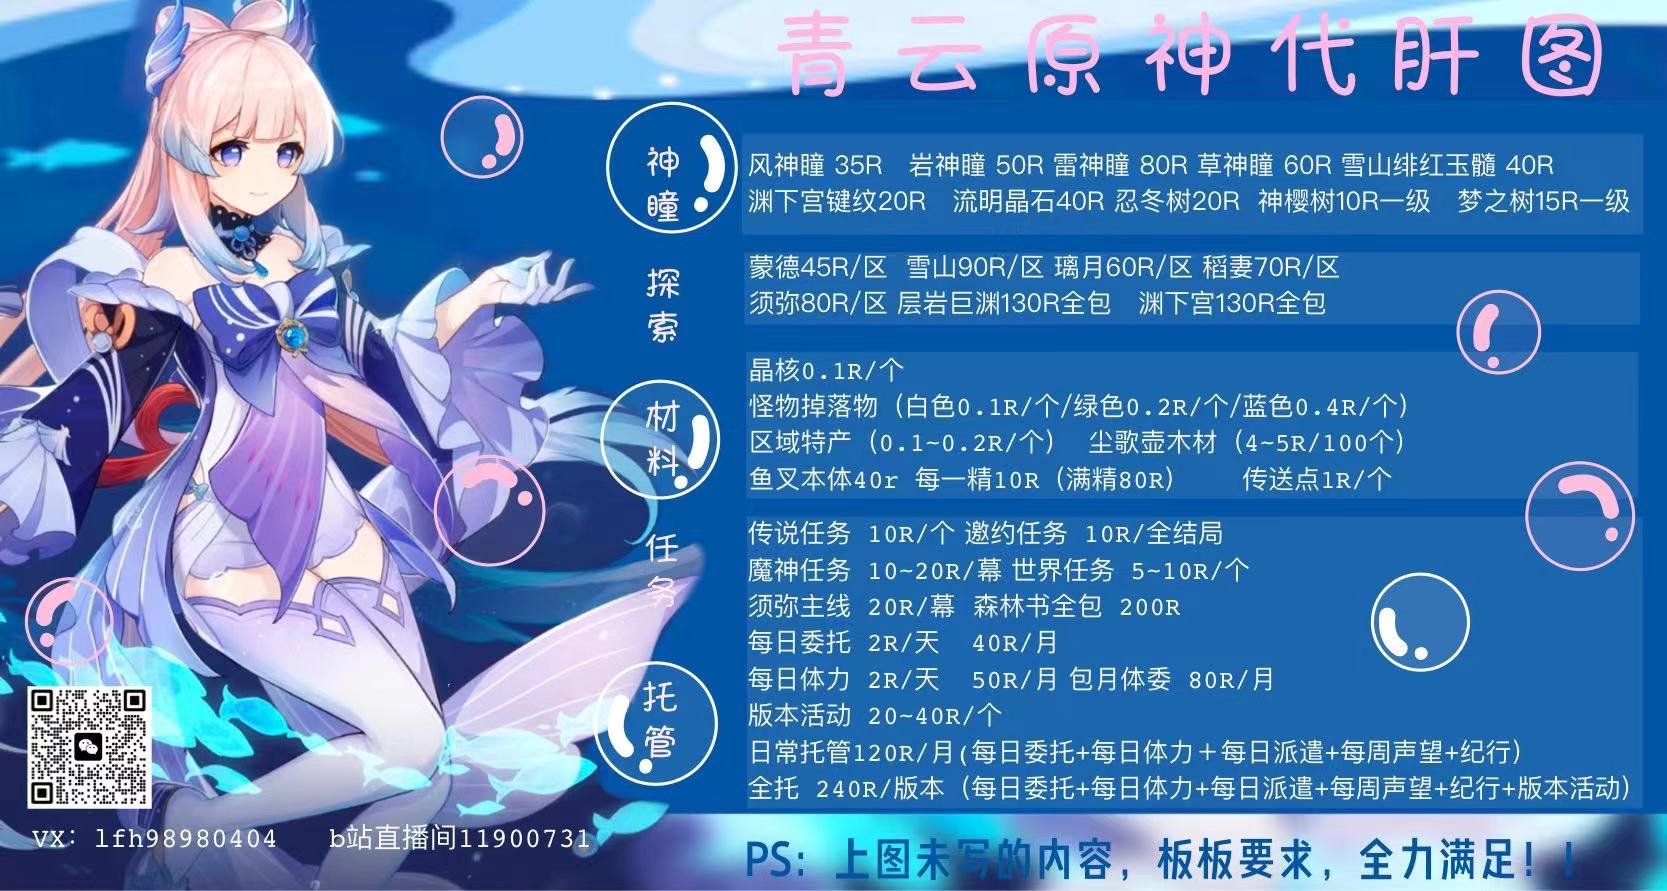 青云原神代肝图
神瞳
风神瞳 35R 岩神瞳 50R 雷神瞳 80R 草神瞳 60R 雪山绯红玉髓 40R
渊下宫键纹20R 流明晶石40R 忍冬树20R 神樱树10R一级 梦之树15R一级
探索
蒙德45R/区 雪山90R/区 璃月60R/区 稻妻70R/区
须弥80R/区 层岩巨渊130R全包 渊下宫130R全包
材料
晶核0.1R/个
怪物掉落物（白色0.1R/个/绿色0.2R/个/蓝色0.4R/个）
区域特产（0.1~0.2R/个） 尘歌壶木材（4~5R/100个）
鱼叉本体40r 每一精10R（满精80R） 传送点1R/个
任务
传说任务 10R/个 邀约任务 10R/全结局
魔神任务 10~20R/幕 世界任务 5~10R/个
须弥主线 20R/幕 森林书全包 200R
每日委托 2R/天 40R/月
托管
每日体力 2R/天 50R/月 包月体委 80R/月
版本活动 20~40R/个
日常托管120R/月(每日委托+每日体力＋每日派遣+每周声望+纪行）
全托 240R/版本（每日委托+每日体力+每日派遣+每周声望+纪行+版本活动）
vx：lfh98980404 b站直播间11900731
PS：上图未写的内容，板板要求，全力满足！！